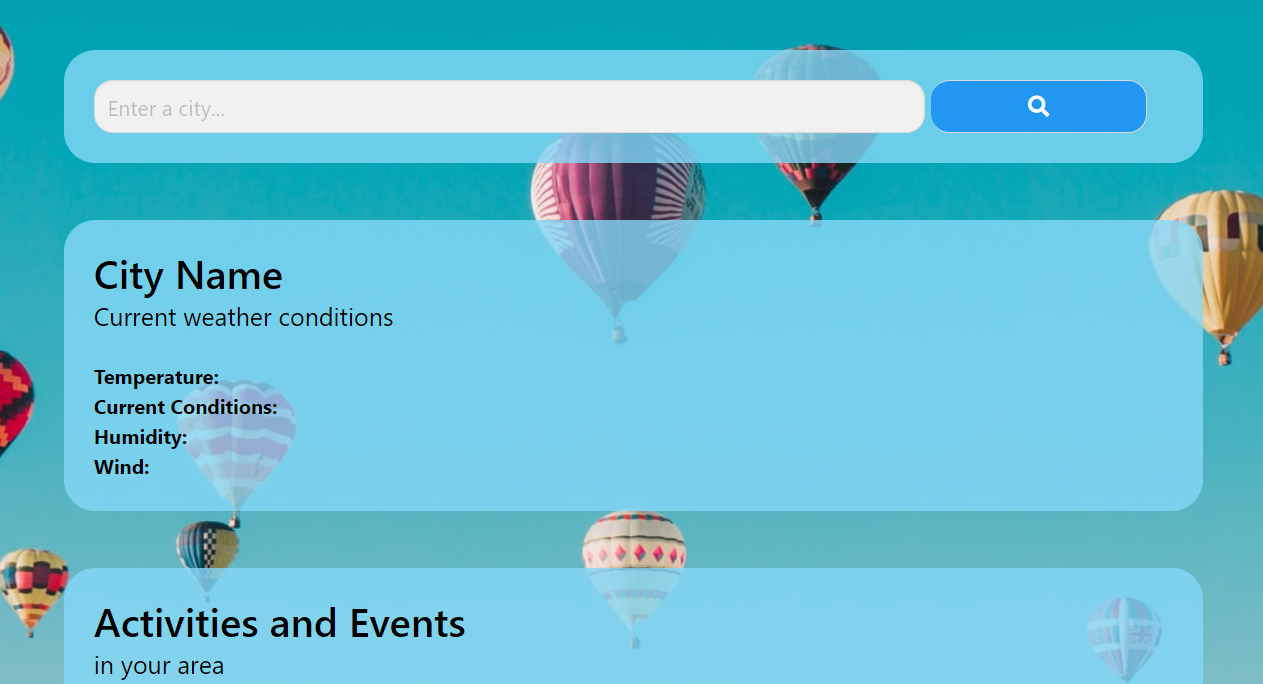 Enter a city...
City Name
Current weather conditions
Temperature:
Current Conditions:
Humidity:
Wind:
Activities and Events
in your area